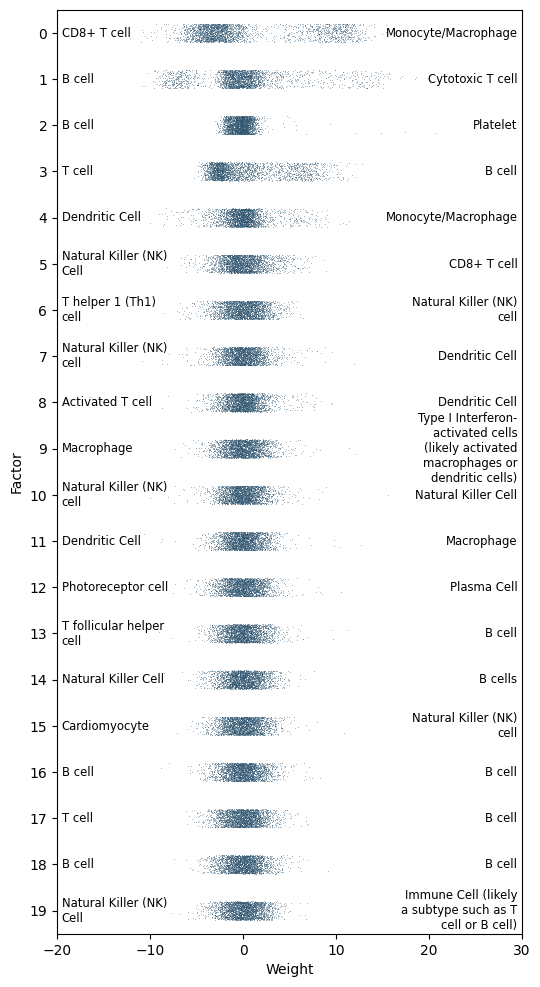 0
CD8+ T cell
Monocyte/Macrophage
1
B cell
Cytotoxic T cell
2
B cell
Platelet
3
T cell
B cell
4
Dendritic Cell
Monocyte/Macrophage
5
Natural Killer (NK)
Cell
CD8+ T cell
6
T helper 1 (Th1)
cell
Natural Killer (NK)
cell
7
Natural Killer (NK)
cell
Dendritic Cell
8
Activated T cell
Dendritic Cell
Factor
9
Macrophage
Type I Interferon-
activated cells
(likely activated
macrophages or
dendritic cells)
10
Natural Killer (NK)
cell
Natural Killer Cell
11
Dendritic Cell
Macrophage
12
Photoreceptor cell
Plasma Cell
13
T follicular helper
cell
B cell
14
Natural Killer Cell
B cells
15
Cardiomyocyte
Natural Killer (NK)
cell
16
B cell
B cell
17
T cell
B cell
18
B cell
B cell
19
Natural Killer (NK)
Cell
Immune Cell (likely
a subtype such as T
cell or B cell)
−20 −10 0 10 20 30
Weight